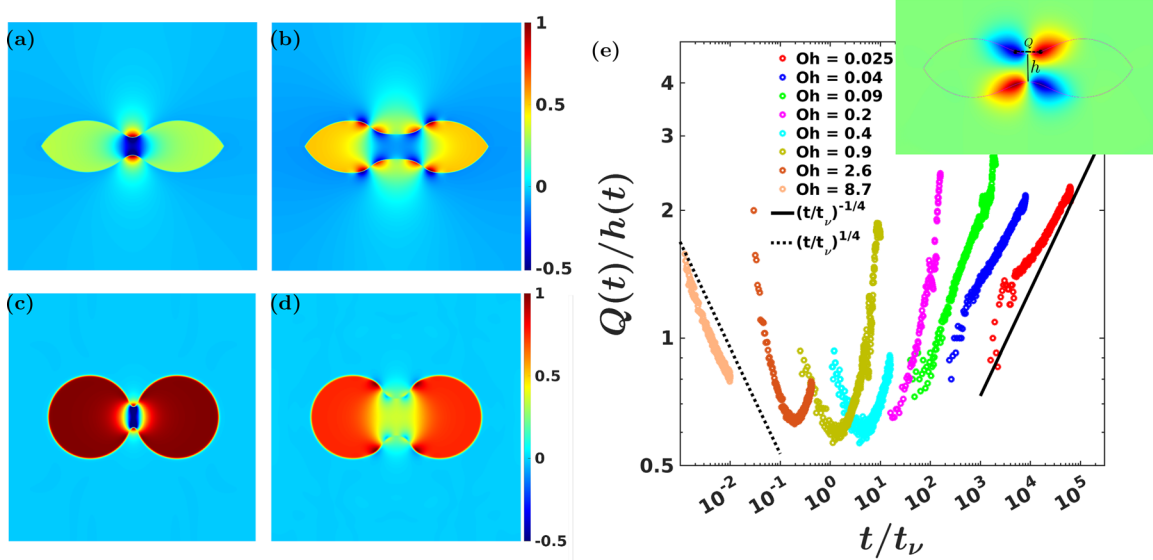 (a)
(b)
1
0.5
0
-0.5
(c)
(d)
1
0.5
0
-0.5
(e)
Q
h
Oh = 0.025
Oh = 0.04
Oh = 0.09
Oh = 0.2
Oh = 0.4
Oh = 0.9
Oh = 2.6
Oh = 8.7
(t/t_ν)^-1/4
(t/t_ν)^1/4
4
3
2
1
0.5
Q(t)/h(t)
10^-2 10^-1 10^0 10^1 10^2 10^3 10^4 10^5
t/t_ν